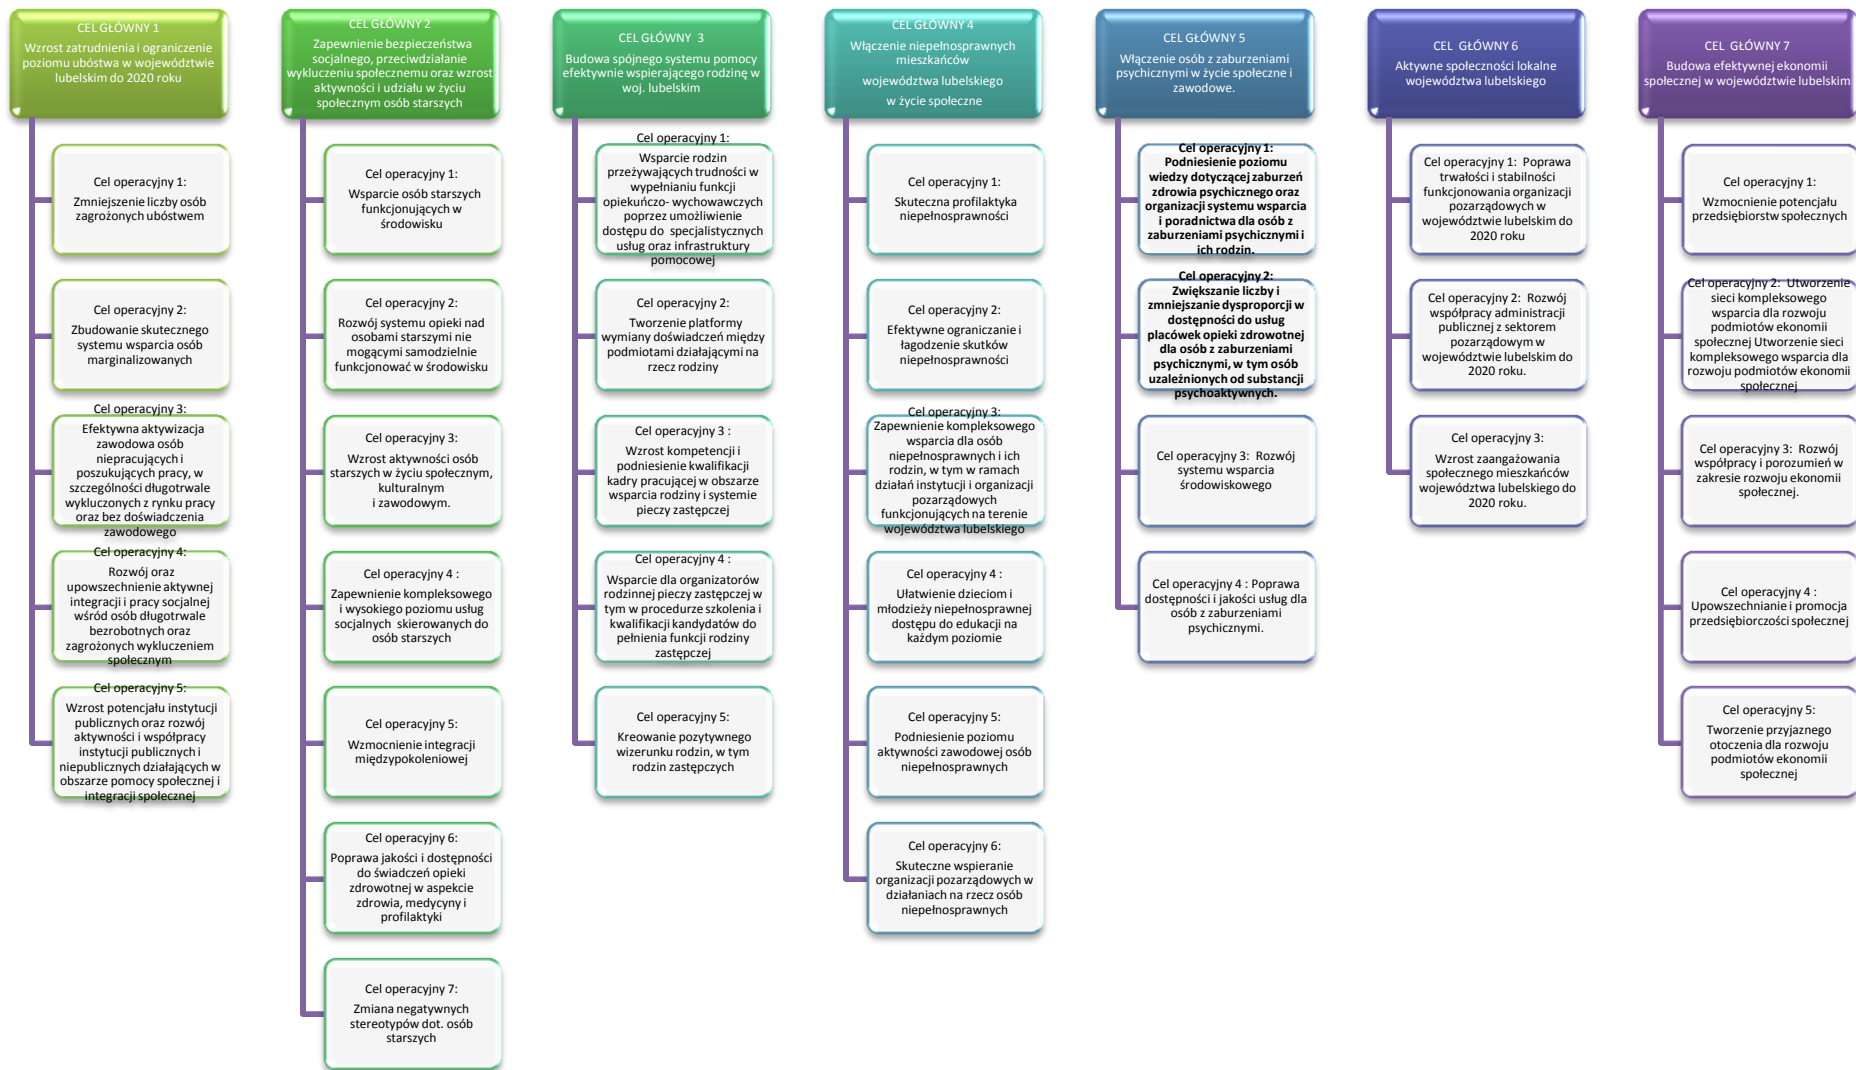 CEL GŁÓWNY 1
Wzrost zatrudnienia i ograniczenie
poziomu ubóstwa w województwie
lubelskim do 2020 roku
Cel operacyjny 1:
Zmniejszenie liczby osób
zagrożonych ubóstwem
Cel operacyjny 2:
Zbudowanie skutecznego
systemu wsparcia osób
marginalizowanych
Cel operacyjny 3:
Efektywna aktywizacja
zawodowa osób
niepracujących i
poszukujących pracy, w
szczególności długotrwale
wykluczonych z rynku pracy
oraz bez doświadczenia
zawodowego
Cel operacyjny 4:
Rozwój oraz
upowszechnienie aktywnej
integracji i pracy socjalnej
wśród osób długotrwale
bezrobotnych oraz
zagrożonych wykluczeniem
społecznym
Cel operacyjny 5:
Wzrost potencjału instytucji
publicznych oraz rozwój
aktywności i współpracy
instytucji publicznych i
niepublicznych działających w
obszarze pomocy społecznej i
integracji społecznej
CEL GŁÓWNY 2
Zapewnienie bezpieczeństwa
socjalnego, przeciwdziałanie
wykluczeniu społecznemu oraz wzrost
aktywności i udziału w życiu
społecznym osób starszych
Cel operacyjny 1:
Wsparcie osób starszych
funkcjonujących w
środowisku
Cel operacyjny 2:
Rozwój systemu opieki nad
osobami starszymi nie
mogącymi samodzielnie
funkcjonować w środowisku
Cel operacyjny 3:
Wzrost aktywności osób
starszych w życiu społecznym,
kulturalnym
i zawodowym.
Cel operacyjny 4 :
Zapewnienie kompleksowego
i wysokiego poziomu usług
socjalnych skierowanych do
osób starszych
Cel operacyjny 5:
Wzmocnienie integracji
międzypokoleniowej
Cel operacyjny 6:
Poprawa jakości i dostępności
do świadczeń opieki
zdrowotnej w aspekcie
zdrowia, medycyny i
profilaktyki
Cel operacyjny 7:
Zmiana negatywnych
stereotypów dot. osób
starszych
CEL GŁÓWNY 3
Budowa spójnego systemu pomocy
efektywnie wspierającego rodzinę w
woj. lubelskim
Cel operacyjny 1:
Wsparcie rodzin
przeżywających trudności w
wypełnianiu funkcji
opiekuńczo- wychowawczych
poprzez umożliwienie
dostępu do specjalistycznych
usług oraz infrastruktury
pomocowej
Cel operacyjny 2:
Tworzenie platformy
wymiany doświadczeń między
podmiotami działającymi na
rzecz rodziny
Cel operacyjny 3 :
Wzrost kompetencji i
podniesienie kwalifikacji
kadry pracującej w obszarze
wsparcia rodziny i systemie
pieczy zastępczej
Cel operacyjny 4 :
Wsparcie dla organizatorów
rodzinnej pieczy zastępczej w
tym w procedurze szkolenia i
kwalifikacji kandydatów do
pełnienia funkcji rodziny
zastępczej
Cel operacyjny 5:
Kreowanie pozytywnego
wizerunku rodzin, w tym
rodzin zastępczych
CEL GŁÓWNY 4
Włączenie niepełnosprawnych
mieszkańców
województwa lubelskiego
w życie społeczne
Cel operacyjny 1:
Skuteczna profilaktyka
niepełnosprawności
Cel operacyjny 2:
Efektywne ograniczanie i
łagodzenie skutków
niepełnosprawności
Cel operacyjny 3:
Zapewnienie kompleksowego
wsparcia dla osób
niepełnosprawnych i ich
rodzin, w tym w ramach
działań instytucji i organizacji
pozarządowych
funkcjonujących na terenie
województwa lubelskiego
Cel operacyjny 4 :
Ułatwienie dzieciom i
młodzieży niepełnosprawnej
dostępu do edukacji na
każdym poziomie
Cel operacyjny 5:
Podniesienie poziomu
aktywności zawodowej osób
niepełnosprawnych
Cel operacyjny 6:
Skuteczne wspieranie
organizacji pozarządowych w
działaniach na rzecz osób
niepełnosprawnych
CEL GŁÓWNY 5
Włączenie osób z zaburzeniami
psychicznymi w życie społeczne i
zawodowe.
Cel operacyjny 1:
Podniesienie poziomu
wiedzy dotyczącej zaburzeń
zdrowia psychicznego oraz
organizacji systemu wsparcia
i poradnictwa dla osób z
zaburzeniami psychicznymi i
ich rodzin.
Cel operacyjny 2:
Zwiększanie liczby i
zmniejszanie dysproporcji w
dostępności do usług
placówek opieki zdrowotnej
dla osób z zaburzeniami
psychicznymi, w tym osób
uzależnionych od substancji
psychoaktywnych.
Cel operacyjny 3: Rozwój
systemu wsparcia
środowiskowego
Cel operacyjny 4 : Poprawa
dostępności i jakości usług dla
osób z zaburzeniami
psychicznymi.
CEL GŁÓWNY 6
Aktywne społeczności lokalne
województwa lubelskiego
Cel operacyjny 1: Poprawa
trwałości i stabilności
funkcjonowania organizacji
pozarządowych w
województwie lubelskim do
2020 roku
Cel operacyjny 2: Rozwój
współpracy administracji
publicznej z sektorem
pozarządowym w
województwie lubelskim do
2020 roku.
Cel operacyjny 3:
Wzrost zaangażowania
społecznego mieszkańców
województwa lubelskiego do
2020 roku.
CEL GŁÓWNY 7
Budowa efektywnej ekonomii
społecznej w województwie lubelskim
Cel operacyjny 1:
Wzmocnienie potencjału
przedsiębiorstw społecznych
Cel operacyjny 2: Utworzenie
sieci kompleksowego
wsparcia dla rozwoju
podmiotów ekonomii
społecznej Utworzenie sieci
kompleksowego wsparcia dla
rozwoju podmiotów ekonomii
społecznej
Cel operacyjny 3: Rozwój
współpracy i porozumień w
zakresie rozwoju ekonomii
społecznej.
Cel operacyjny 4 :
Upowszechnianie i promocja
przedsiębiorczości społecznej
Cel operacyjny 5:
Tworzenie przyjaznego
otoczenia dla rozwoju
podmiotów ekonomii
społecznej